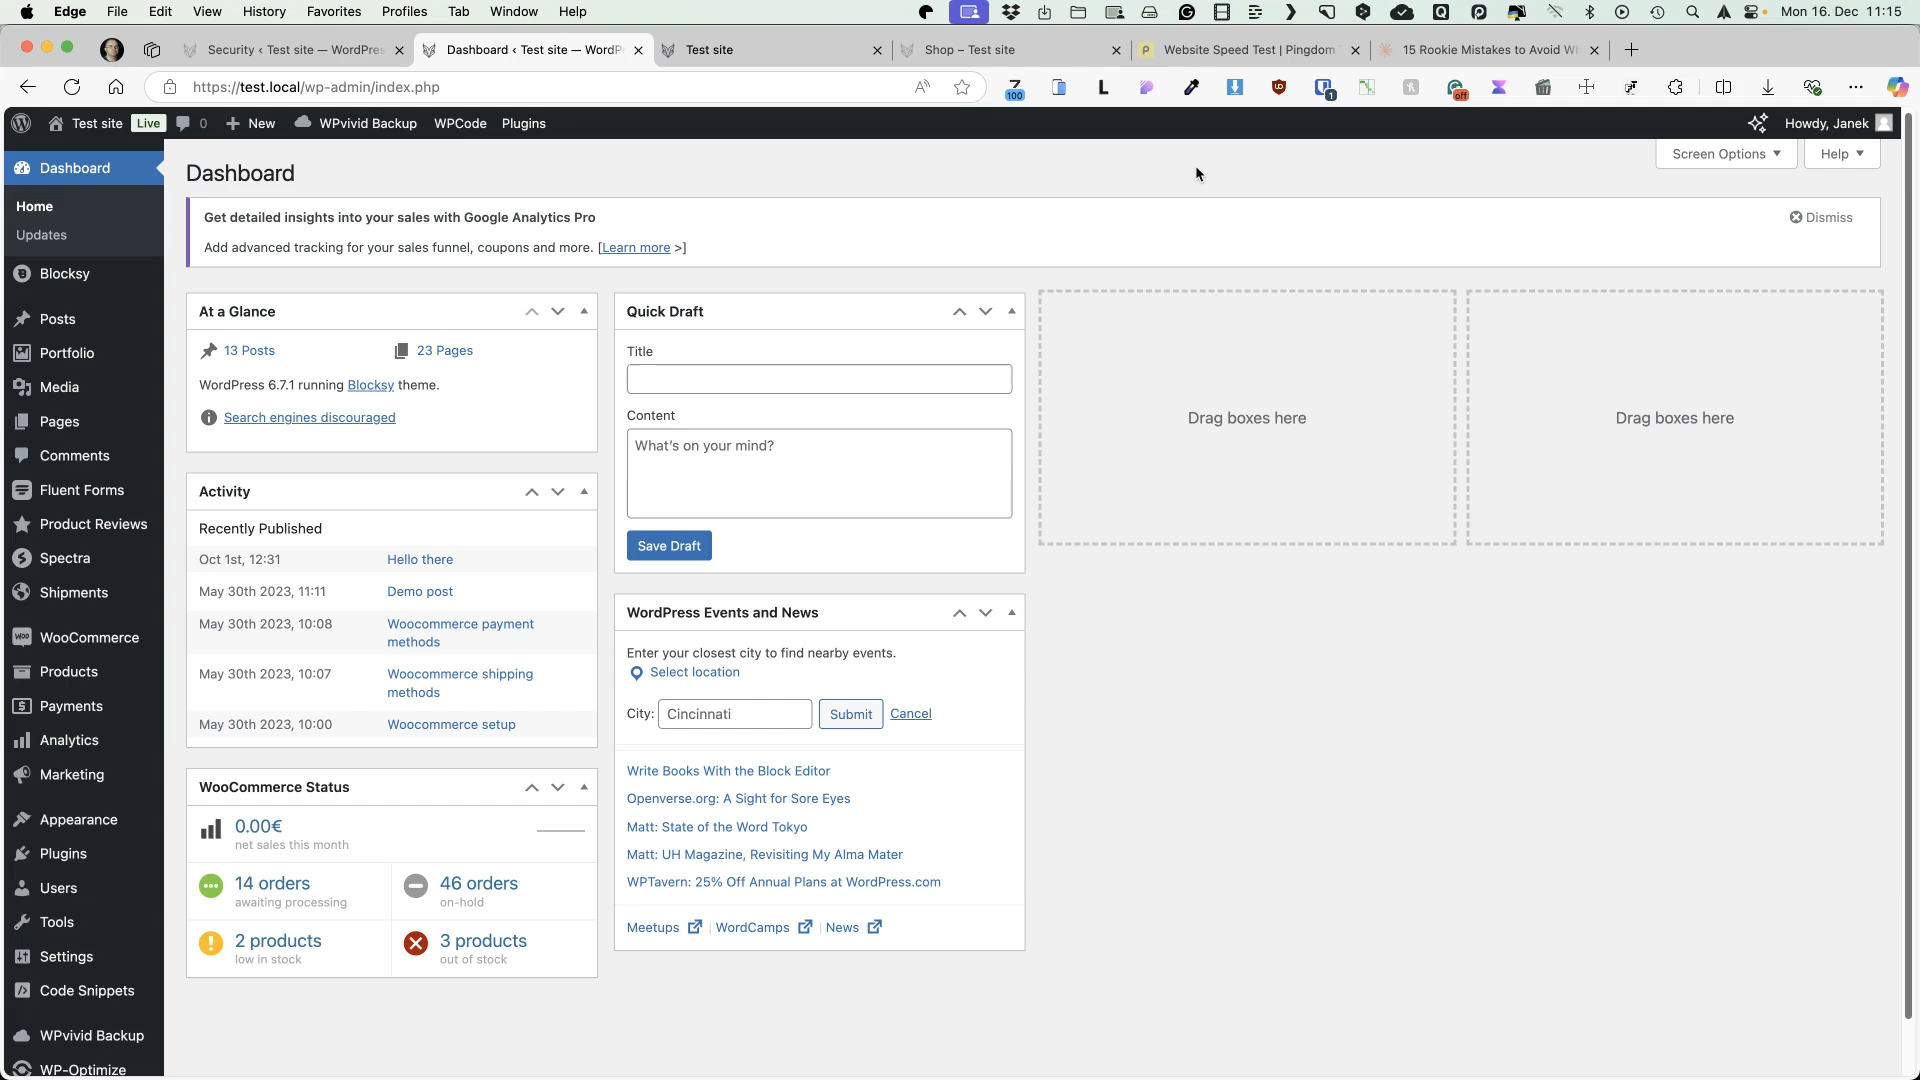 Edge File Edit View History Favorites Profiles Tab Window Help
Mon 16. Dec 11:15
Security ‹ Test site — WordPres
Dashboard ‹ Test site — WordP
Test site
Shop – Test site
Website Speed Test | Pingdom
15 Rookie Mistakes to Avoid W
https://test.local/wp-admin/index.php
100
1
off
Test site Live 0 New WPvivid Backup WPCode Plugins
Howdy, Janek
Dashboard
Home
Updates
Blocksy
Posts
Portfolio
Media
Pages
Comments
Fluent Forms
Product Reviews
Spectra
Shipments
WooCommerce
Products
Payments
Analytics
Marketing
Appearance
Plugins
Users
Tools
Settings
Code Snippets
WPvivid Backup
WP-Optimize
Screen Options Help
Dashboard
Get detailed insights into your sales with Google Analytics Pro
Dismiss
Add advanced tracking for your sales funnel, coupons and more. [Learn more >]
At a Glance
13 Posts
23 Pages
WordPress 6.7.1 running Blocksy theme.
Search engines discouraged
Activity
Recently Published
Oct 1st, 12:31 Hello there
May 30th 2023, 11:11 Demo post
May 30th 2023, 10:08 Woocommerce payment
methods
May 30th 2023, 10:07 Woocommerce shipping
methods
May 30th 2023, 10:00 Woocommerce setup
WooCommerce Status
0.00€
net sales this month
14 orders
awaiting processing
46 orders
on-hold
2 products
low in stock
3 products
out of stock
Quick Draft
Title
Content
What's on your mind?
Save Draft
WordPress Events and News
Enter your closest city to find nearby events.
Select location
City: Cincinnati Submit Cancel
Write Books With the Block Editor
Openverse.org: A Sight for Sore Eyes
Matt: State of the Word Tokyo
Matt: UH Magazine, Revisiting My Alma Mater
WPTavern: 25% Off Annual Plans at WordPress.com
Meetups | WordCamps | News
Drag boxes here
Drag boxes here